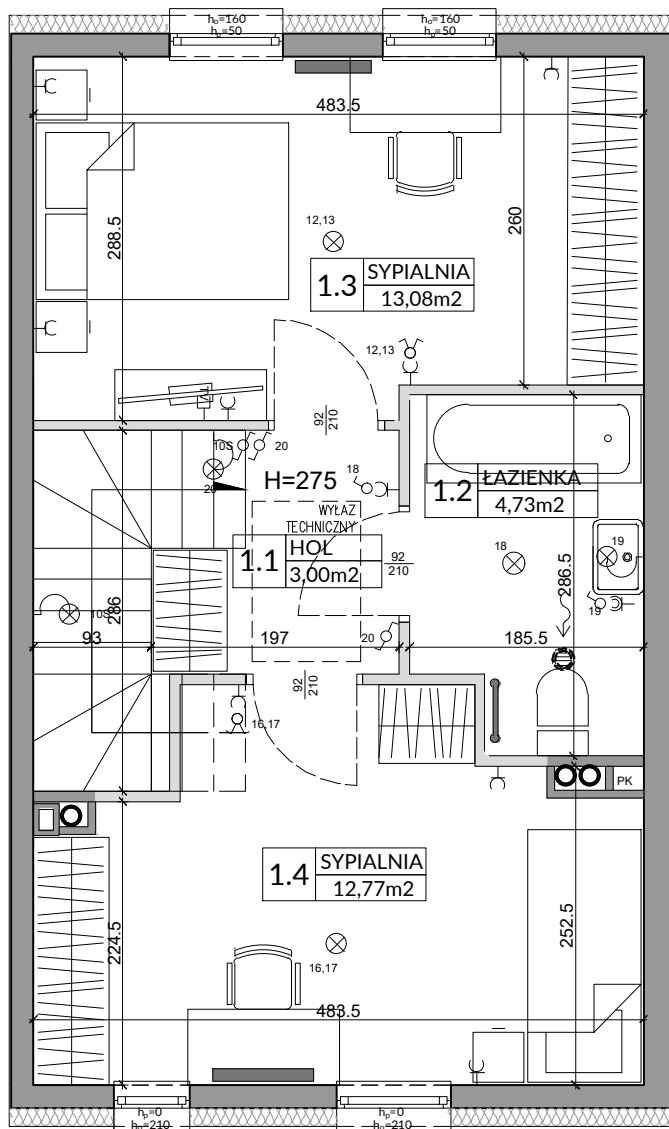 h₀=160
hₚ=50
h₀=160
hₚ=50
483.5
288.5
260
12,13
1.3
SYPIALNIA
13,08m2
12,13
92
210
10S
20
20
H=275
18
WYŁAZ
TECHNICZNY
1.2
ŁAZIENKA
4,73m2
1.1
HOL
3,00m2
92
210
18
19
286.5
286
10S
19
93
197
20
185.5
92
210
16,17
PK
1.4
SYPIALNIA
12,77m2
224.5
252.5
16,17
483.5
hₚ=0
h₀=210
hₚ=0
h₀=210